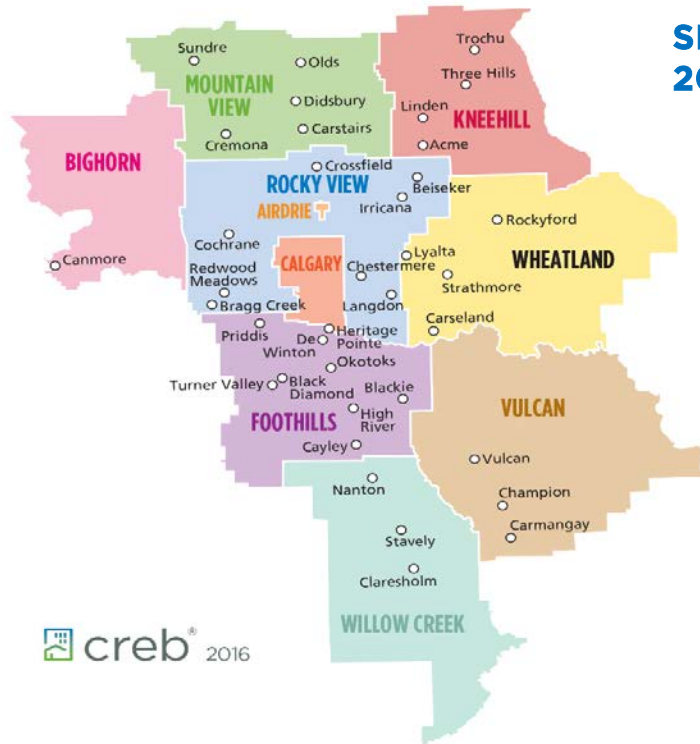 Sundre
Olds
MOUNTAIN
VIEW
Didsbury
Carstairs
Cremona
Trochu
Three Hills
Linden
KNEEHILL
Acme
BIGHORN
Canmore
Crossfield
ROCKY VIEW
Beiseker
AIRDRIE
Irricana
Cochrane
CALGARY
Chestermere
Redwood
Meadows
Bragg Creek
Langdon
Rockyford
Lyalta
WHEATLAND
Strathmore
Carseland
Priddis
Heritage
Pointe
De
Winton
Okotoks
Turner Valley
Black
Diamond
Blackie
FOOTHILLS
High
River
Cayley
VULCAN
Vulcan
Champion
Carmangay
Nanton
Stavely
Claresholm
WILLOW CREEK
creb® 2016